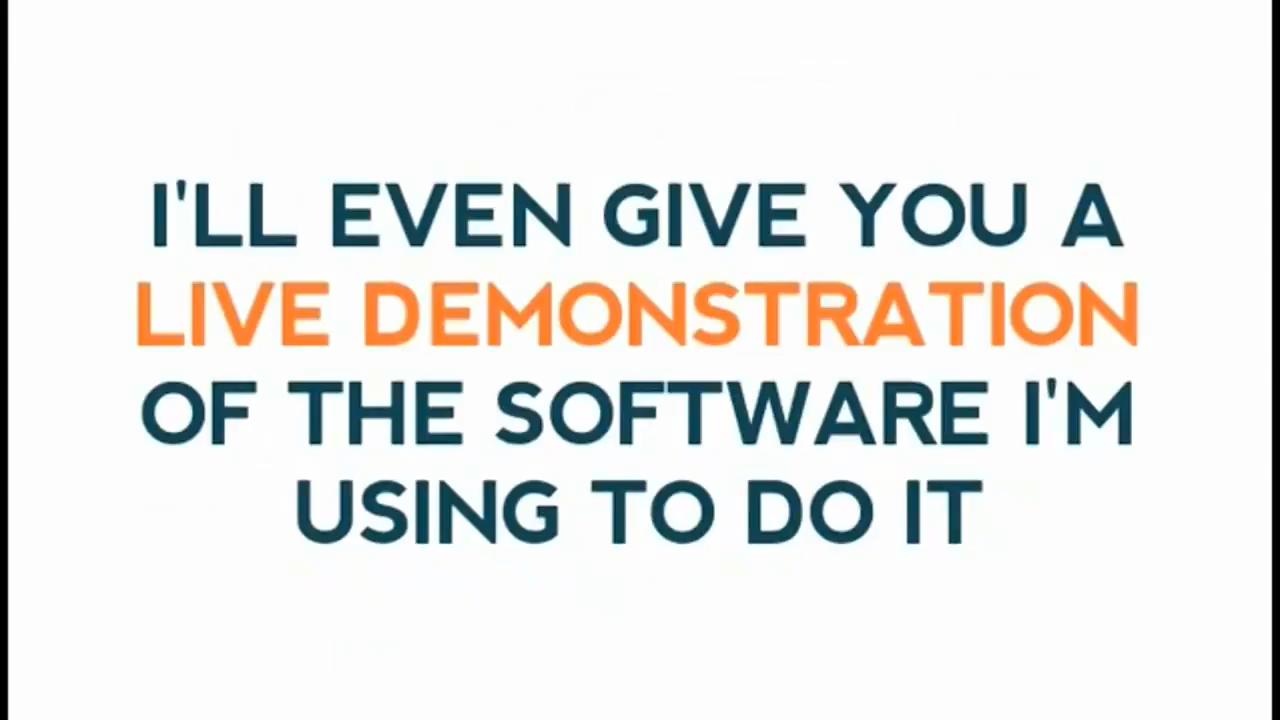 I'LL EVEN GIVE YOU A
LIVE DEMONSTRATION
OF THE SOFTWARE I'M
USING TO DO IT